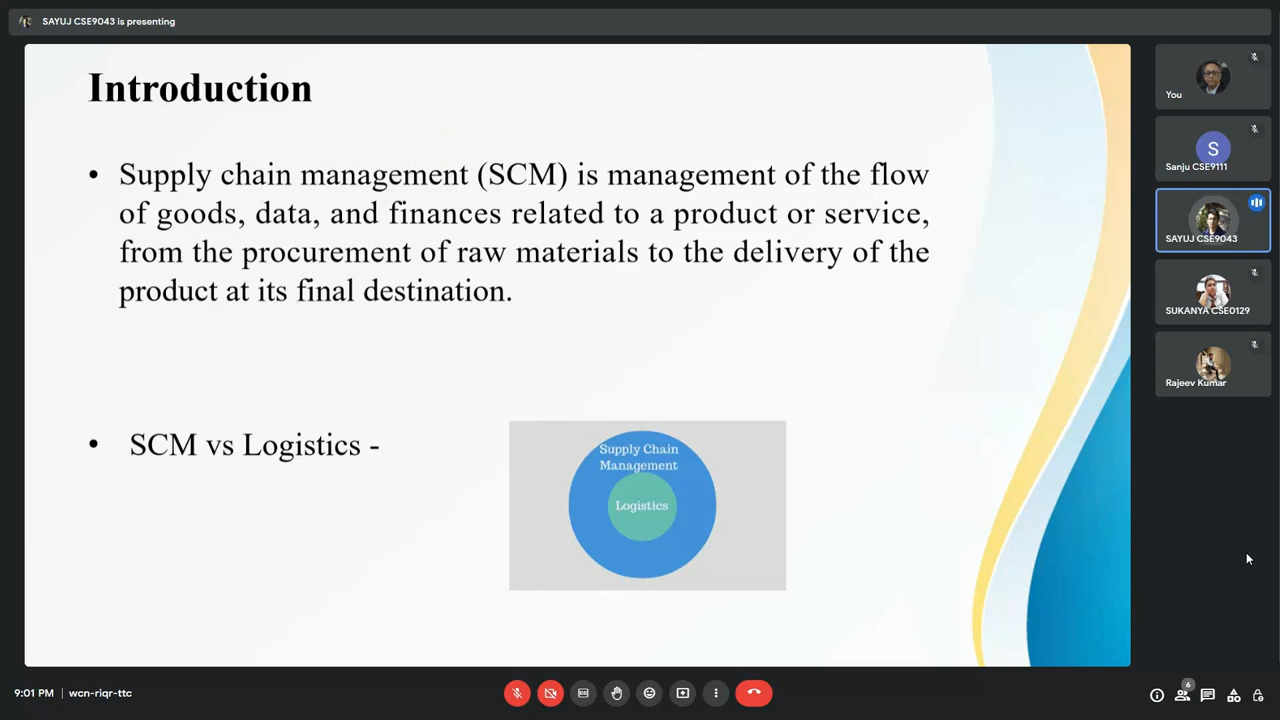 SAYUJ CSE9043 is presenting
Introduction
• Supply chain management (SCM) is management of the flow
of goods, data, and finances related to a product or service,
from the procurement of raw materials to the delivery of the
product at its final destination.
• SCM vs Logistics -
Supply Chain
Management
Logistics
You
S
Sanju CSE9111
SAYUJ CSE9043
SUKANYA CSE0129
Rajeev Kumar
9:01 PM | wcn-riqr-ttc
6